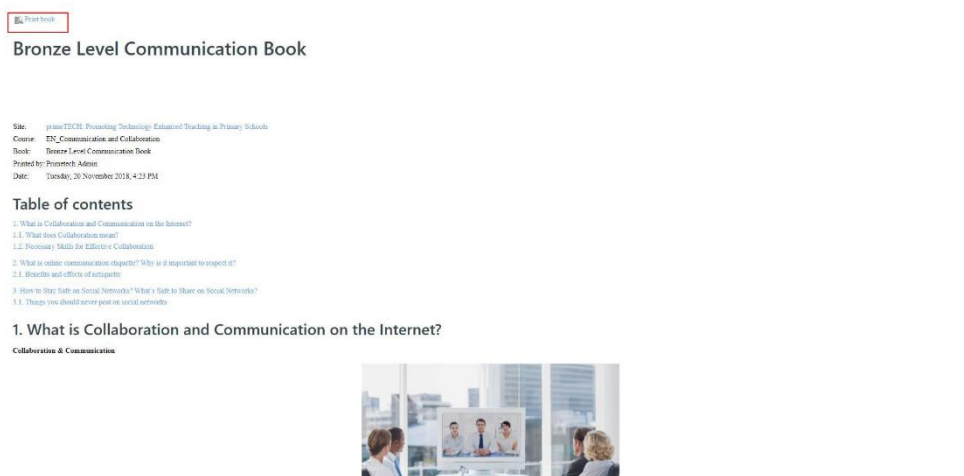 Print book
Bronze Level Communication Book
Site: primeTECH: Promoting Technology Enhanced Teaching in Primary Schools
Course: EN_Communication and Collaboration
Book: Bronze Level Communication Book
Printed by: Primetech Admin
Date: Tuesday, 20 November 2018, 4:23 PM
Table of contents
1. What is Collaboration and Communication on the Internet?
1.1. What does Collaboration mean?
1.2. Necessary Skills for Effective Collaboration
2. What is online communication etiquette? Why is it important to respect it?
2.1. Benefits and effects of netiquette
3. How to Stay Safe on Social Networks? What's Safe to Share on Social Networks?
3.1. Things you should never post on social networks
1. What is Collaboration and Communication on the Internet?
Collaboration & Communication